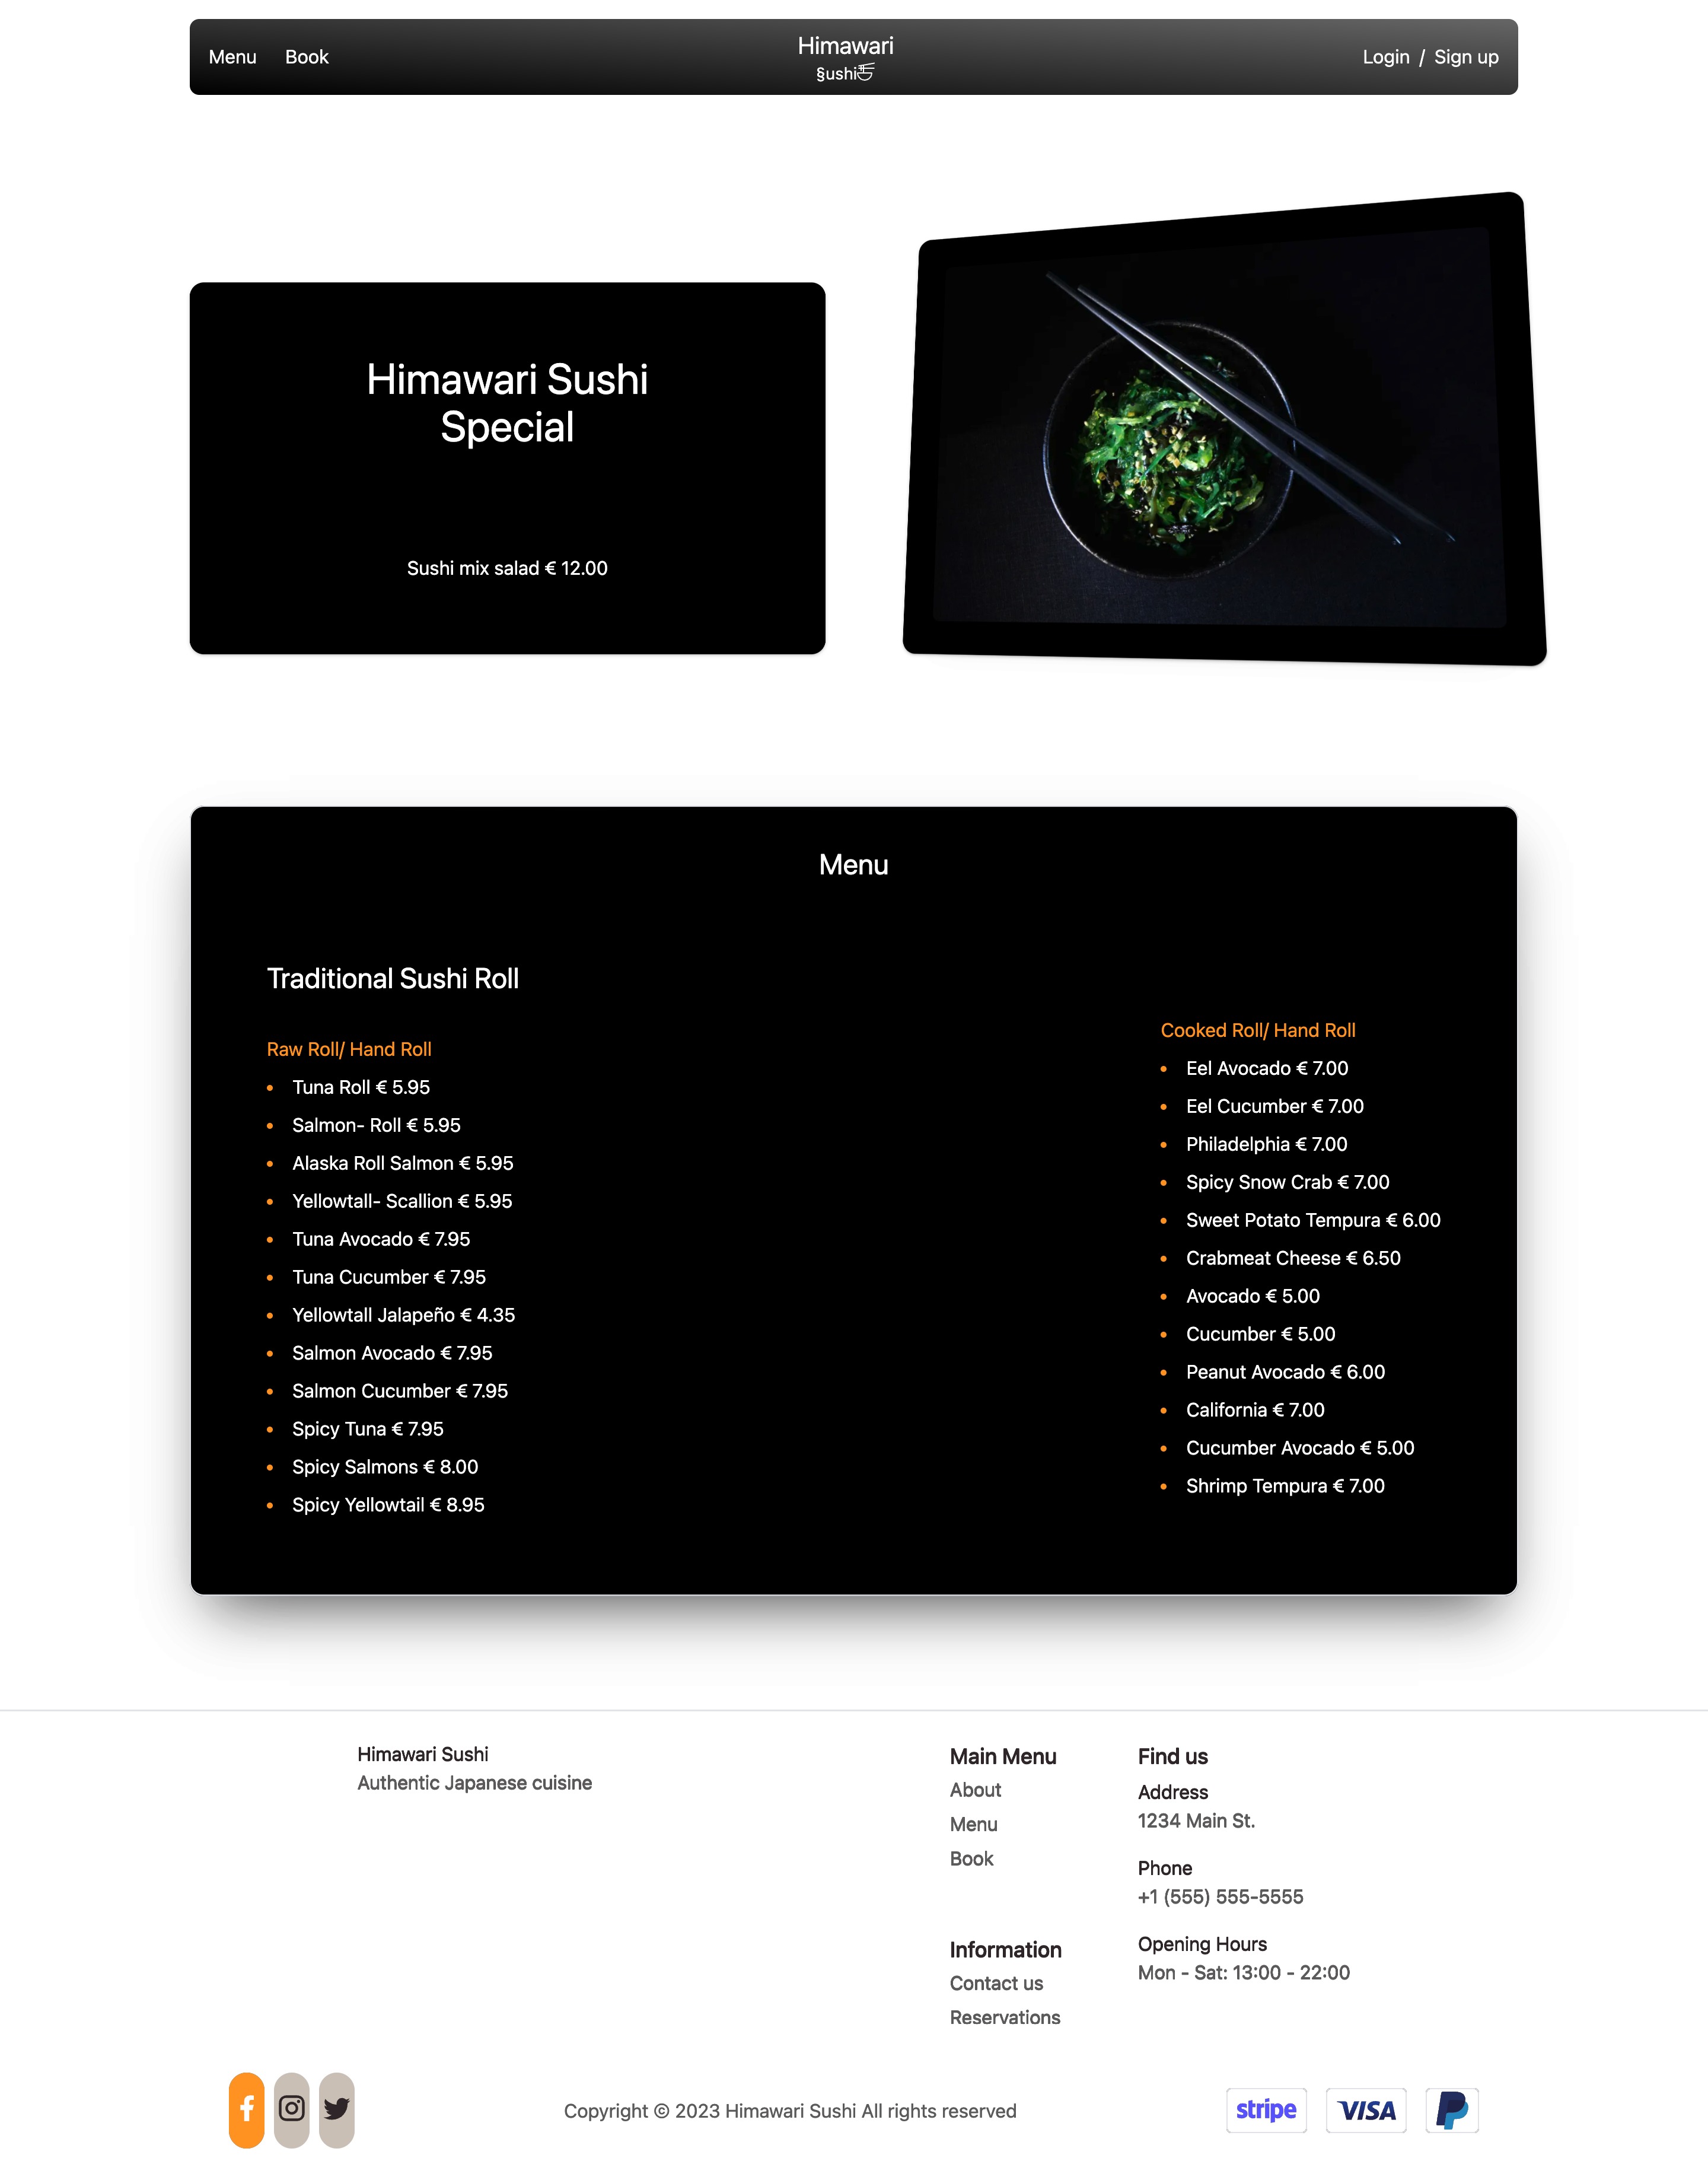 Menu
Book
Himawari
§ushi
Login / Sign up
Himawari Sushi
Special
Sushi mix salad € 12.00
Menu
Traditional Sushi Roll
Raw Roll/ Hand Roll
Tuna Roll € 5.95
Salmon- Roll € 5.95
Alaska Roll Salmon € 5.95
Yellowtall- Scallion € 5.95
Tuna Avocado € 7.95
Tuna Cucumber € 7.95
Yellowtall Jalapeño € 4.35
Salmon Avocado € 7.95
Salmon Cucumber € 7.95
Spicy Tuna € 7.95
Spicy Salmons € 8.00
Spicy Yellowtail € 8.95
Cooked Roll/ Hand Roll
Eel Avocado € 7.00
Eel Cucumber € 7.00
Philadelphia € 7.00
Spicy Snow Crab € 7.00
Sweet Potato Tempura € 6.00
Crabmeat Cheese € 6.50
Avocado € 5.00
Cucumber € 5.00
Peanut Avocado € 6.00
California € 7.00
Cucumber Avocado € 5.00
Shrimp Tempura € 7.00
Himawari Sushi
Authentic Japanese cuisine
Main Menu
About
Menu
Book
Information
Contact us
Reservations
Find us
Address
1234 Main St.
Phone
+1 (555) 555-5555
Opening Hours
Mon - Sat: 13:00 - 22:00
Copyright © 2023 Himawari Sushi All rights reserved
stripe
VISA